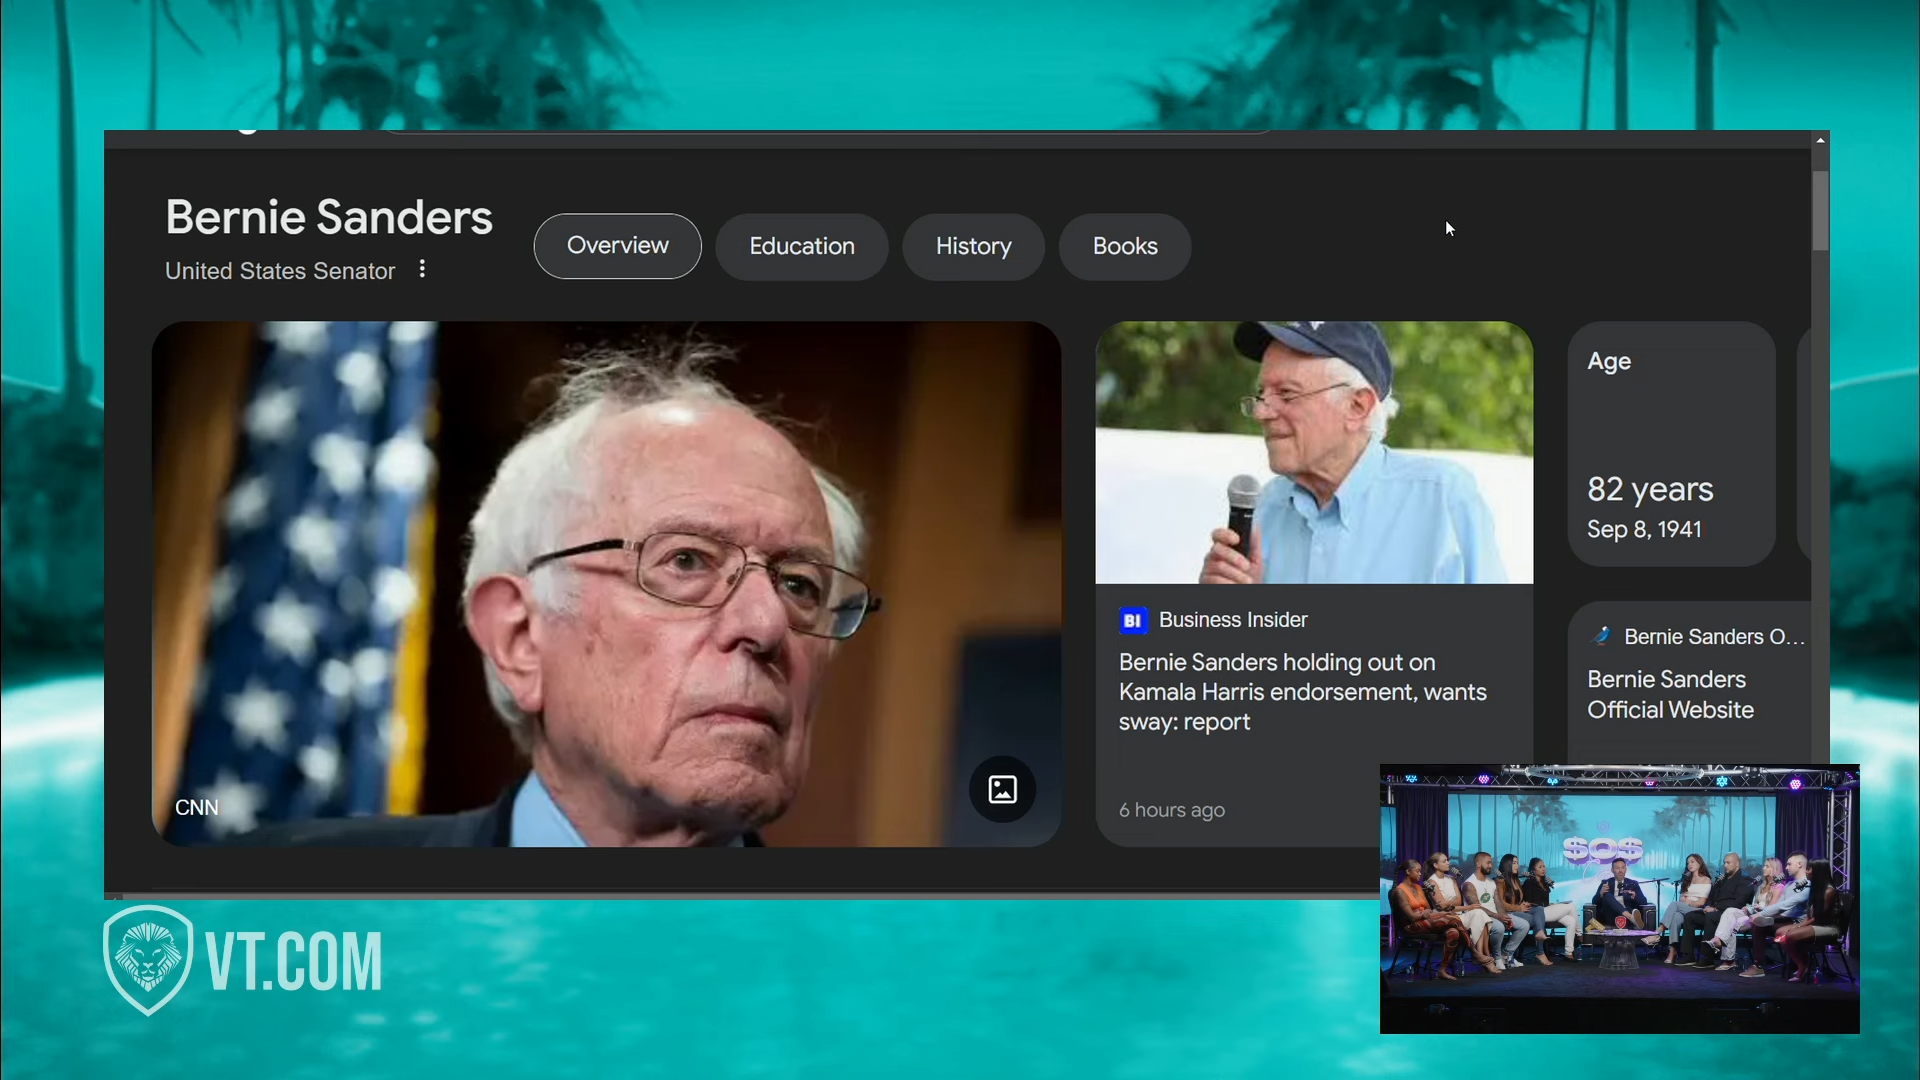 Bernie Sanders
United States Senator
Overview
Education
History
Books
CNN
BI Business Insider
Bernie Sanders holding out on
Kamala Harris endorsement, wants
sway: report
6 hours ago
Age
82 years
Sep 8, 1941
Bernie Sanders O...
Bernie Sanders
Official Website
$O$
VT.COM